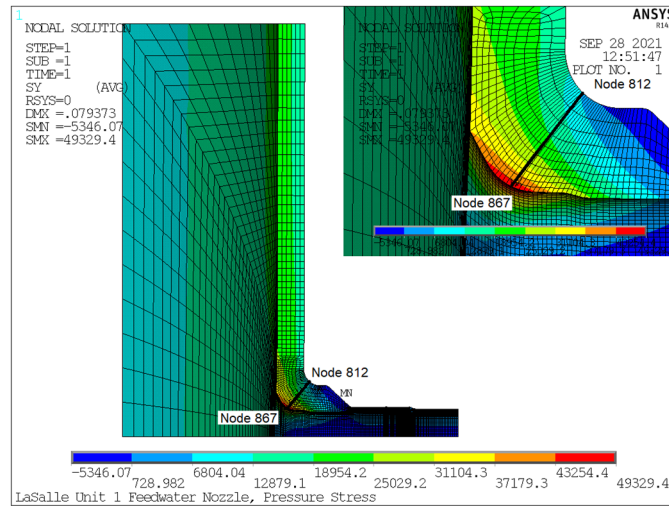 1
NODAL SOLUTION
STEP=1
SUB =1
TIME=1
SY (AVG)
RSYS=0
DMX =.079373
SMN =-5346.07
SMX =49329.4
NODAL SOLUTION
STEP=1
SUB =1
TIME=1
SY (AVG)
RSYS=0
DMX =.079373
SMN =-5346.07
SMX =49329.4
ANSYS
R14
SEP 28 2021
12:51:47
PLOT NO. 1
Node 812
Node 867
-5346.07
Node 812
MN
Node 867
-5346.07 6804.04 18954.2 31104.3 43254.4
728.982 12879.1 25029.2 37179.3 49329.4
LaSalle Unit 1 Feedwater Nozzle, Pressure Stress